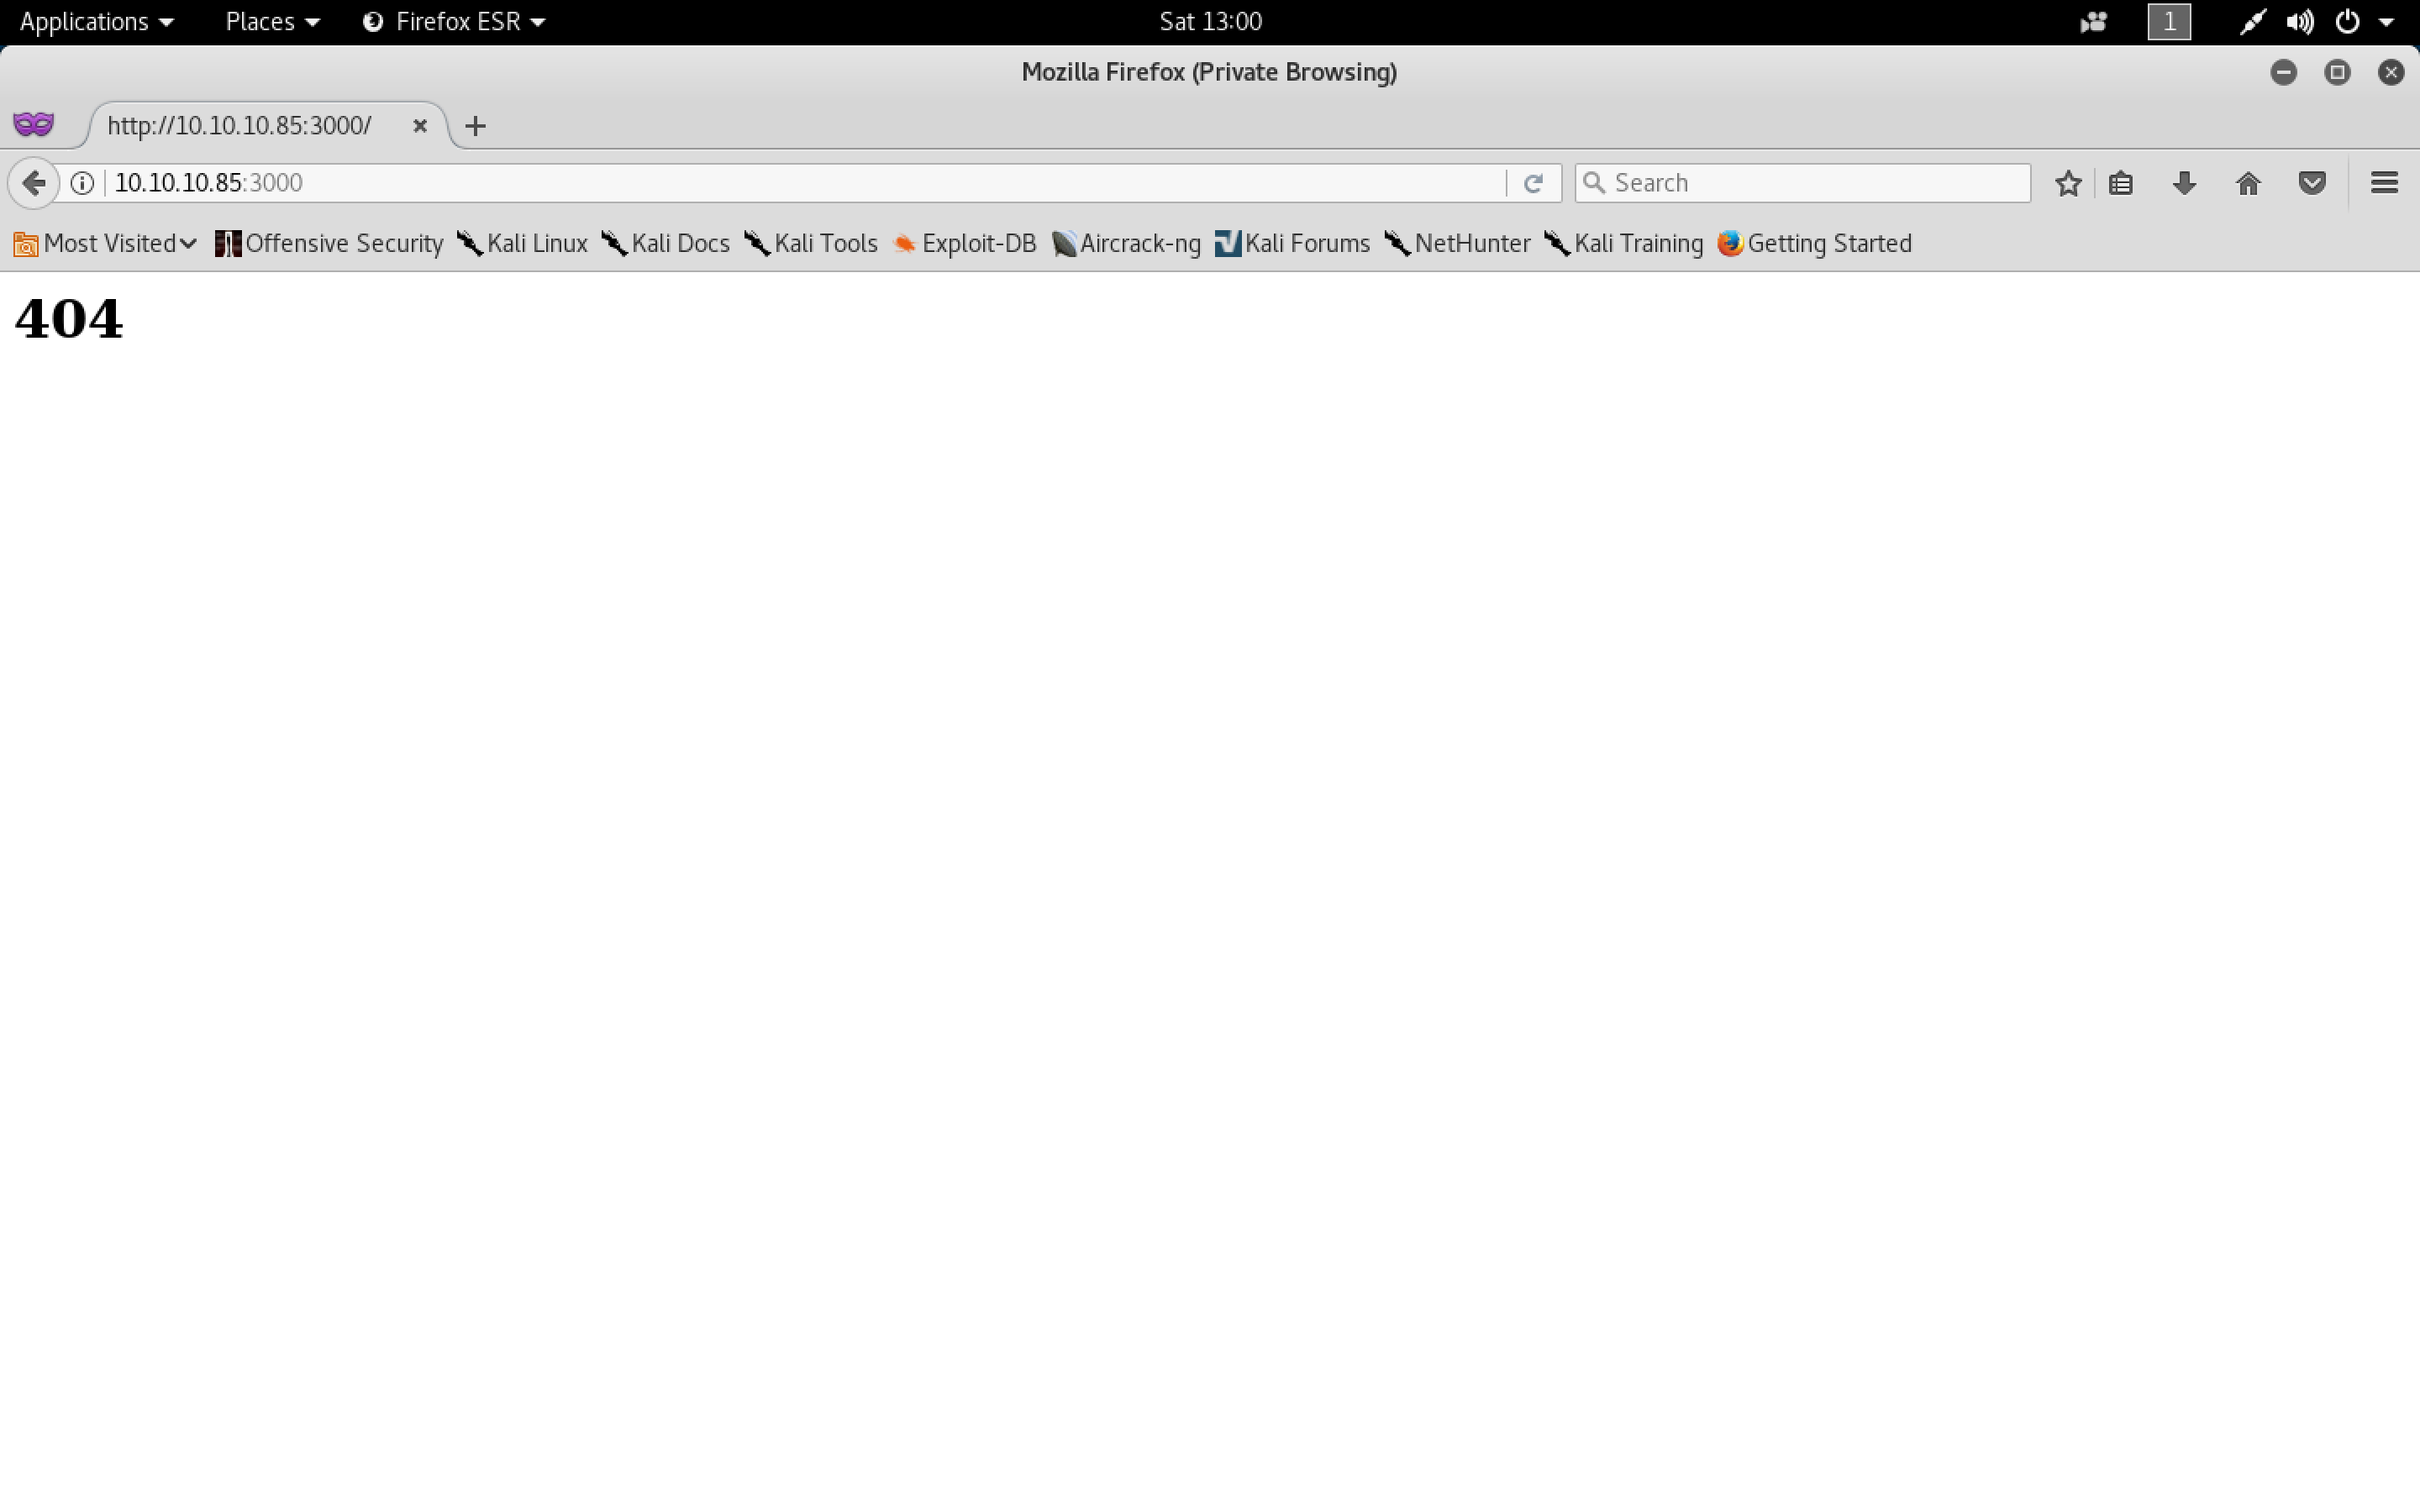 Applications Places Firefox ESR Sat 13:00 1
Mozilla Firefox (Private Browsing)
http://10.10.10.85:3000/
10.10.10.85:3000 Search
Most Visited Offensive Security Kali Linux Kali Docs Kali Tools Exploit-DB Aircrack-ng Kali Forums NetHunter Kali Training Getting Started
404